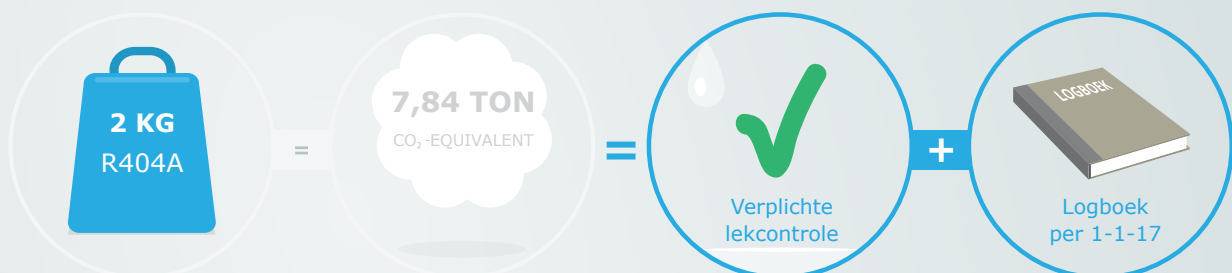 2 KG
R404A
=
7,84 TON
CO₂-EQUIVALENT
=
Verplichte
lekcontrole
+
LOGBOEK
Logboek
per 1-1-17